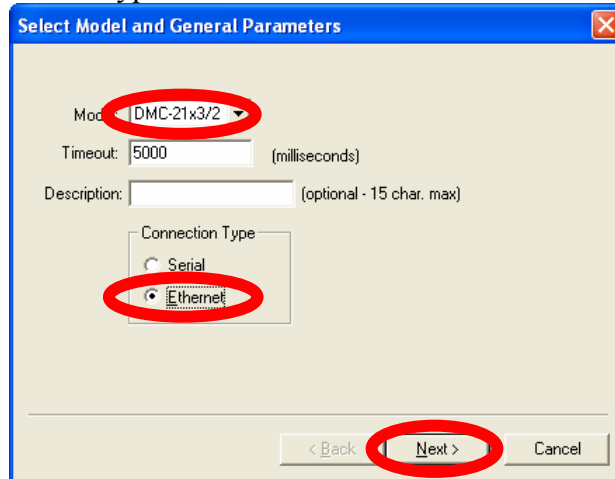 Select Model and General Parameters
Model: DMC-21x3/2
Timeout: 5000 (milliseconds)
Description: (optional - 15 char. max)
Connection Type
Serial
Ethernet
< Back Next > Cancel